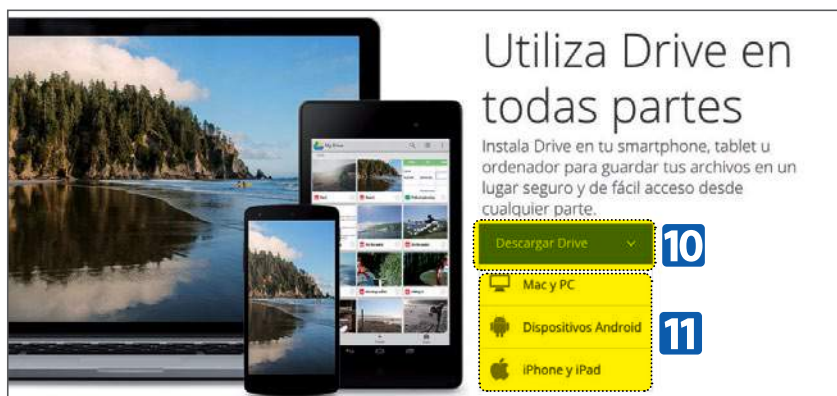 Utiliza Drive en
todas partes
Instala Drive en tu smartphone, tablet u
ordenador para guardar tus archivos en un
lugar seguro y de fácil acceso desde
cualquier parte.
Descargar Drive
10
Mac y PC
Dispositivos Android
11
iPhone y iPad
My Drive